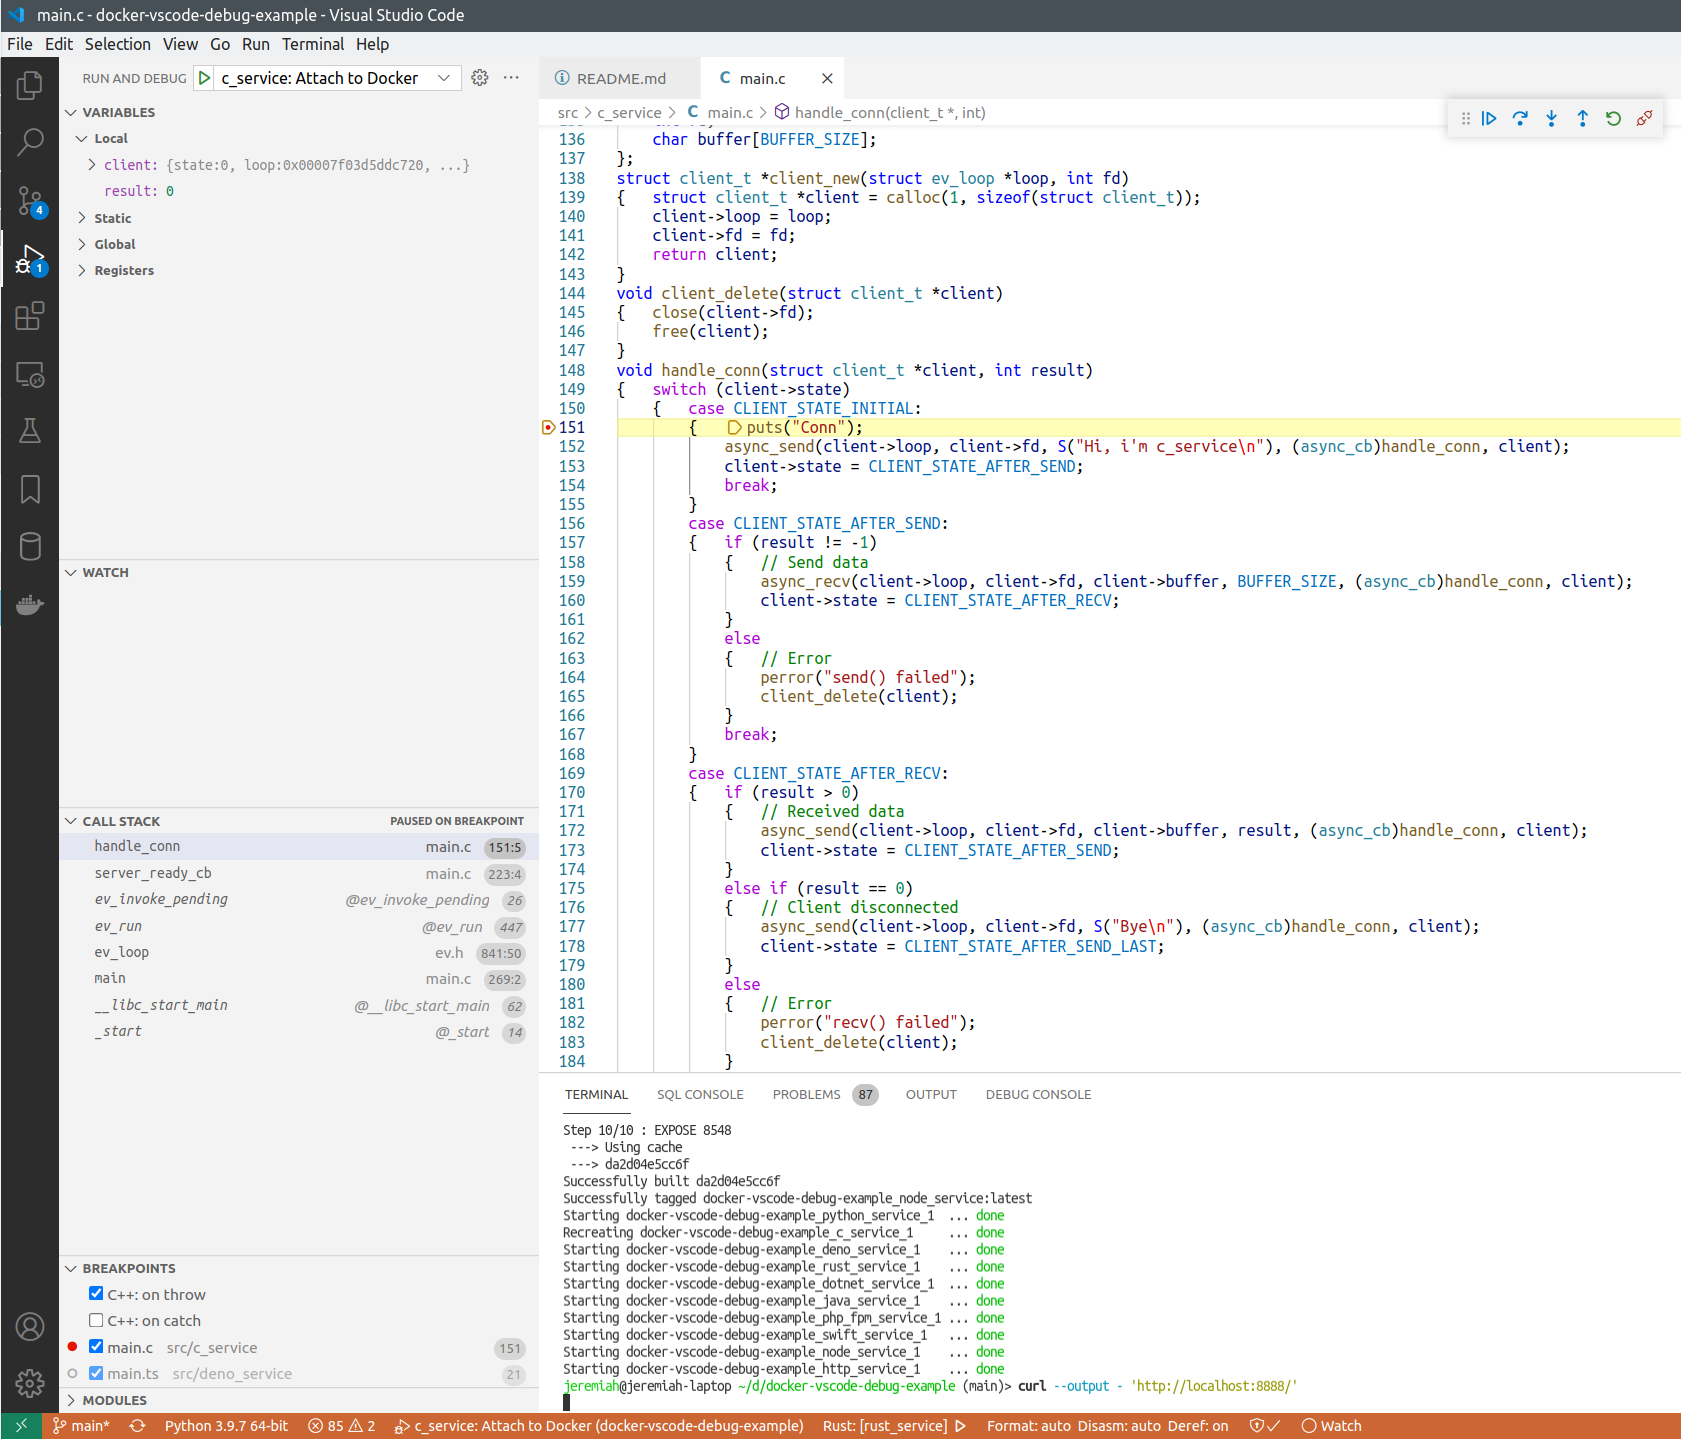 main.c - docker-vscode-debug-example - Visual Studio Code
File Edit Selection View Go Run Terminal Help
RUN AND DEBUG c_service: Attach to Docker ...
VARIABLES
Local
client: {state:0, loop:0x00007f03d5ddc720, ...}
result: 0
Static
Global
Registers
WATCH
CALL STACK PAUSED ON BREAKPOINT
handle_conn main.c 151:5
server_ready_cb main.c 223:4
ev_invoke_pending @ev_invoke_pending 26
ev_run @ev_run 447
ev_loop ev.h 841:50
main main.c 269:2
__libc_start_main @__libc_start_main 62
_start @_start 14
BREAKPOINTS
C++: on throw
C++: on catch
main.c src/c_service 151
main.ts src/deno_service 21
MODULES
4
1
README.md
main.c
src > c_service > C main.c > handle_conn(client_t *, int)
136     char buffer[BUFFER_SIZE];
137 };
138 struct client_t *client_new(struct ev_loop *loop, int fd)
139 {   struct client_t *client = calloc(1, sizeof(struct client_t));
140     client->loop = loop;
141     client->fd = fd;
142     return client;
143 }
144 void client_delete(struct client_t *client)
145 {   close(client->fd);
146     free(client);
147 }
148 void handle_conn(struct client_t *client, int result)
149 {   switch (client->state)
150     {   case CLIENT_STATE_INITIAL:
151         {   puts("Conn");
152             async_send(client->loop, client->fd, S("Hi, i'm c_service\n"), (async_cb)handle_conn, client);
153             client->state = CLIENT_STATE_AFTER_SEND;
154             break;
155         }
156         case CLIENT_STATE_AFTER_SEND:
157         {   if (result != -1)
158             {   // Send data
159                 async_recv(client->loop, client->fd, client->buffer, BUFFER_SIZE, (async_cb)handle_conn, client);
160                 client->state = CLIENT_STATE_AFTER_RECV;
161             }
162             else
163             {   // Error
164                 perror("send() failed");
165                 client_delete(client);
166             }
167             break;
168         }
169         case CLIENT_STATE_AFTER_RECV:
170         {   if (result > 0)
171             {   // Received data
172                 async_send(client->loop, client->fd, client->buffer, result, (async_cb)handle_conn, client);
173                 client->state = CLIENT_STATE_AFTER_SEND;
174             }
175             else if (result == 0)
176             {   // Client disconnected
177                 async_send(client->loop, client->fd, S("Bye\n"), (async_cb)handle_conn, client);
178                 client->state = CLIENT_STATE_AFTER_SEND_LAST;
179             }
180             else
181             {   // Error
182                 perror("recv() failed");
183                 client_delete(client);
184             }
TERMINAL SQL CONSOLE PROBLEMS 87 OUTPUT DEBUG CONSOLE
Step 10/10 : EXPOSE 8548
 ---> Using cache
 ---> da2d04e5cc6f
Successfully built da2d04e5cc6f
Successfully tagged docker-vscode-debug-example_node_service:latest
Starting docker-vscode-debug-example_python_service_1 ... done
Recreating docker-vscode-debug-example_c_service_1 ... done
Starting docker-vscode-debug-example_deno_service_1 ... done
Starting docker-vscode-debug-example_rust_service_1 ... done
Starting docker-vscode-debug-example_dotnet_service_1 ... done
Starting docker-vscode-debug-example_java_service_1 ... done
Starting docker-vscode-debug-example_php_fpm_service_1 ... done
Starting docker-vscode-debug-example_swift_service_1 ... done
Starting docker-vscode-debug-example_node_service_1 ... done
Starting docker-vscode-debug-example_http_service_1 ... done
jeremiah@jeremiah-laptop ~/d/docker-vscode-debug-example (main)> curl --output - 'http://localhost:8888/'
main* Python 3.9.7 64-bit 85 2 c_service: Attach to Docker (docker-vscode-debug-example) Rust: [rust_service] Format: auto Disasm: auto Deref: on Watch